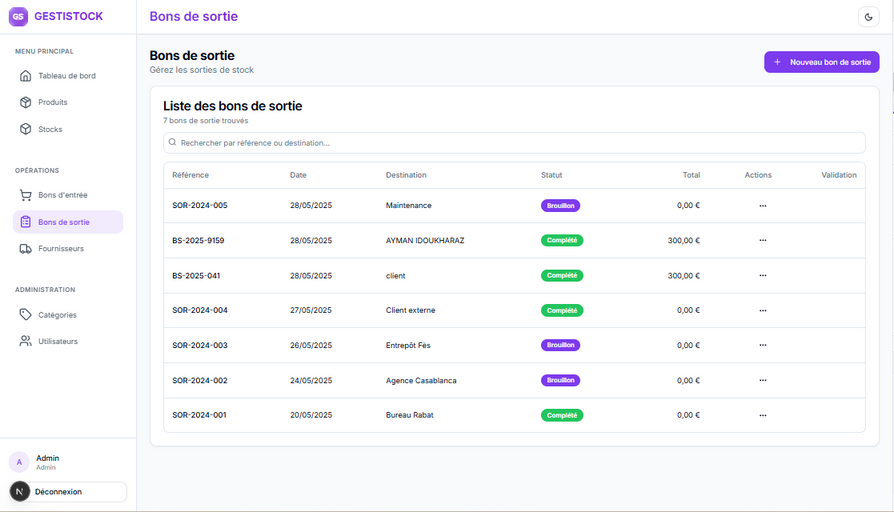 GS GESTISTOCK
Bons de sortie
MENU PRINCIPAL
Tableau de bord
Produits
Stocks
OPÉRATIONS
Bons d'entrée
Bons de sortie
Fournisseurs
ADMINISTRATION
Catégories
Utilisateurs
A
Admin
Admin
N
Déconnexion
Bons de sortie
Gérez les sorties de stock
+ Nouveau bon de sortie
Liste des bons de sortie
7 bons de sortie trouvés
Rechercher par référence ou destination...
Référence Date Destination Statut Total Actions Validation
SOR-2024-005 28/05/2025 Maintenance Brouillon 0,00 € ...
BS-2025-9159 28/05/2025 AYMAN IDOUKHARAZ Complété 300,00 € ...
BS-2025-041 28/05/2025 client Complété 300,00 € ...
SOR-2024-004 27/05/2025 Client externe Complété 0,00 € ...
SOR-2024-003 26/05/2025 Entrepôt Fès Brouillon 0,00 € ...
SOR-2024-002 24/05/2025 Agence Casablanca Brouillon 0,00 € ...
SOR-2024-001 20/05/2025 Bureau Rabat Complété 0,00 € ...